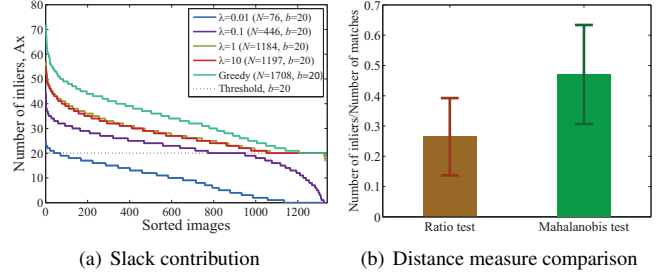 Number of inliers, Ax
80
70
60
50
40
30
20
10
0
0
200
400
600
800
1000
1200
Sorted images
λ=0.01 (N=76, b=20)
λ=0.1 (N=446, b=20)
λ=1 (N=1184, b=20)
λ=10 (N=1197, b=20)
Greedy (N=1708, b=20)
Threshold, b=20
(a) Slack contribution
Number of inliers/Number of matches
0.7
0.6
0.5
0.4
0.3
0.2
0.1
0
Ratio test
Mahalanobis test
(b) Distance measure comparison